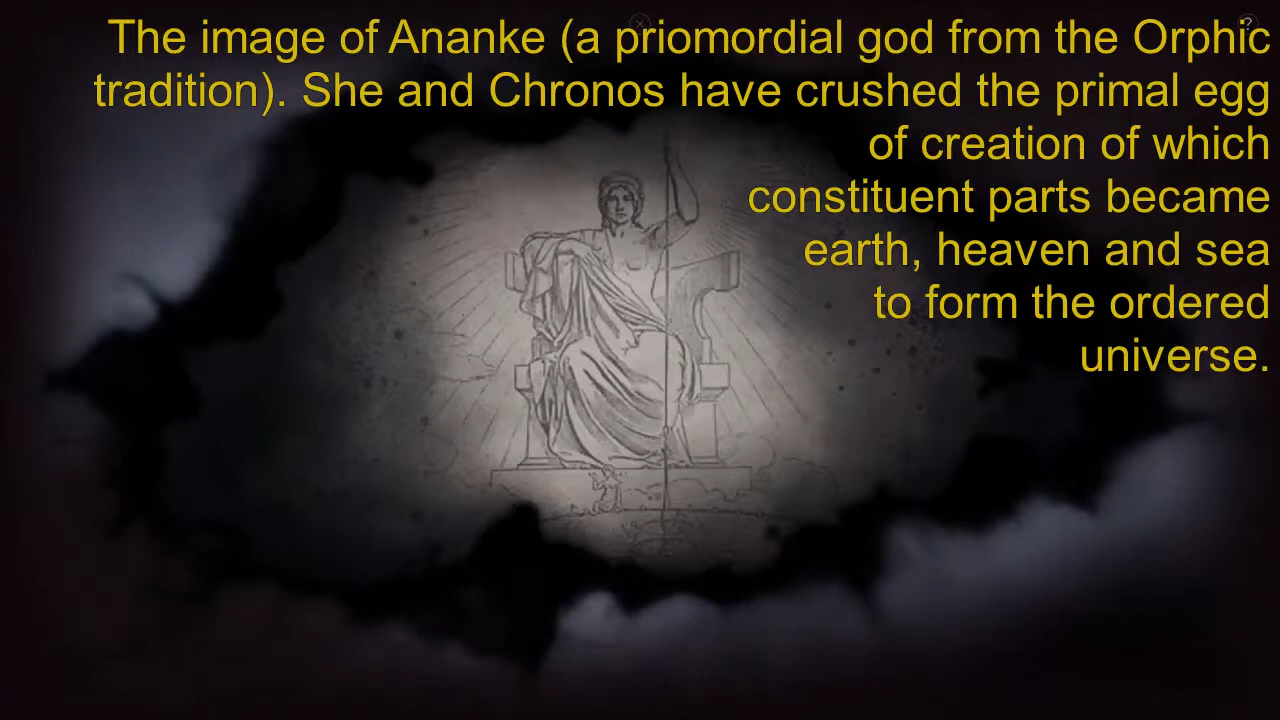 The image of Ananke (a priomordial god from the Orphic
tradition). She and Chronos have crushed the primal egg
of creation of which
constituent parts became
earth, heaven and sea
to form the ordered
universe.